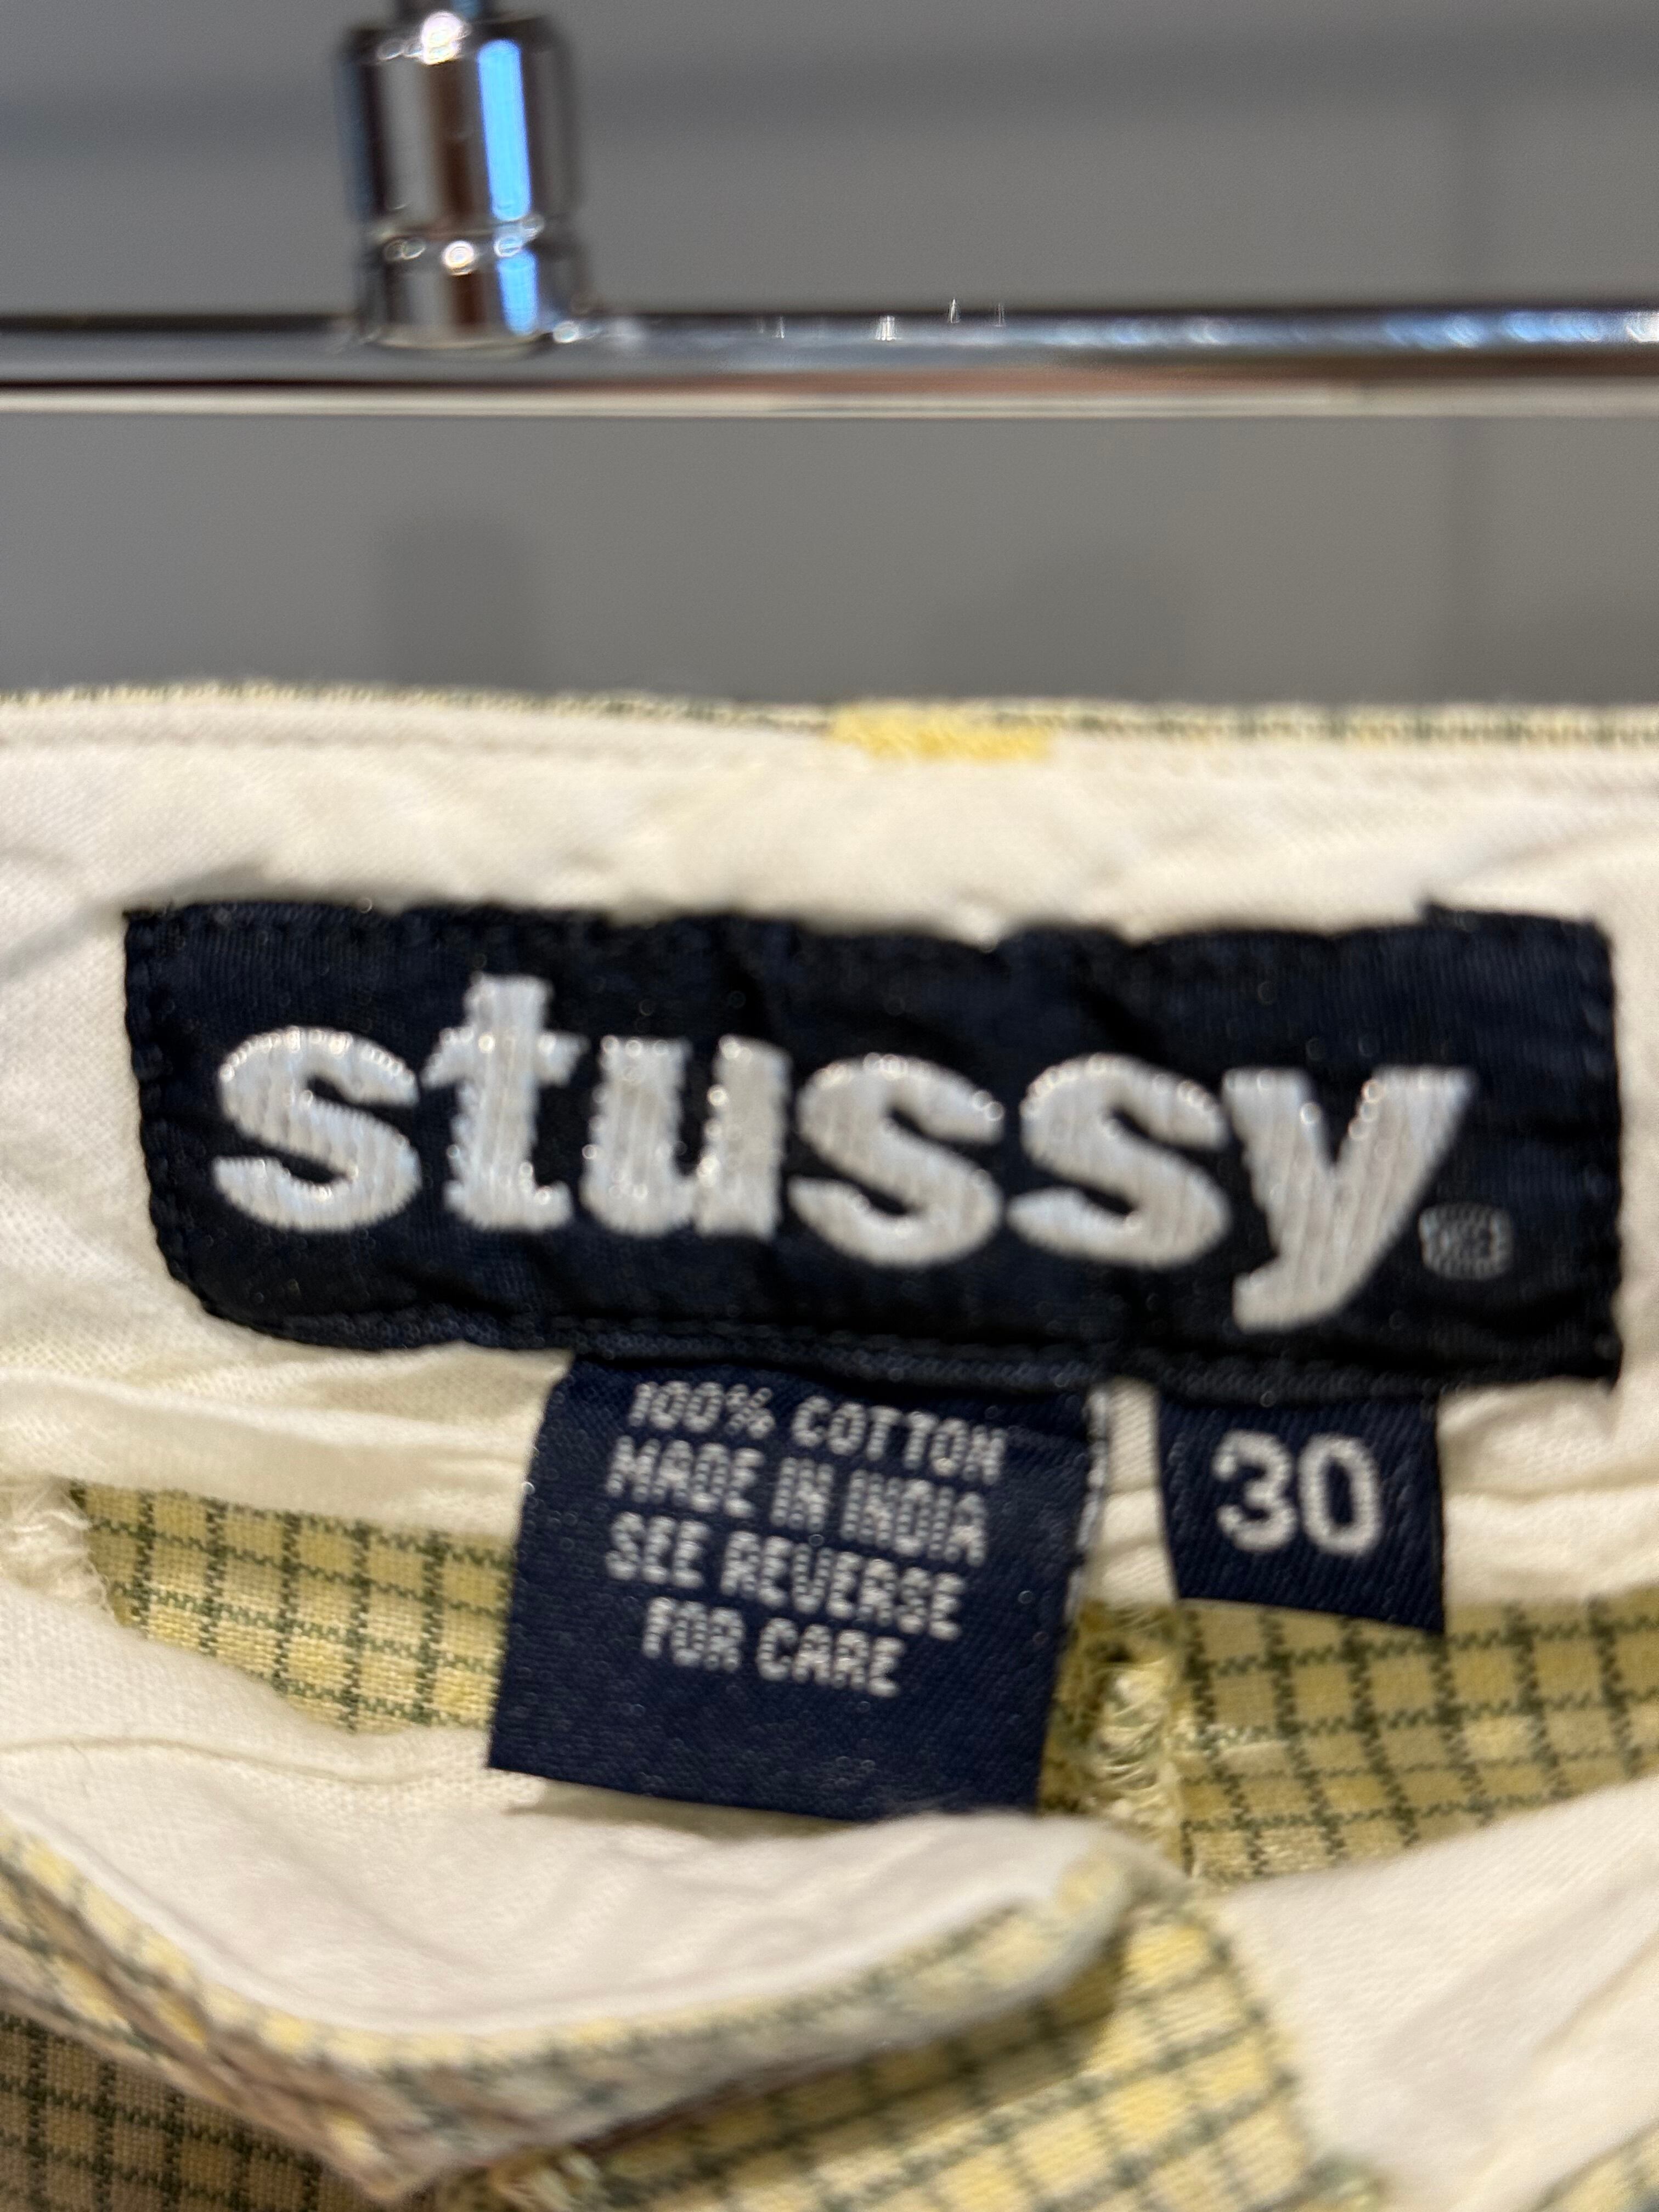 stussy®
100% COTTON
MADE IN INDIA
SEE REVERSE
FOR CARE
30